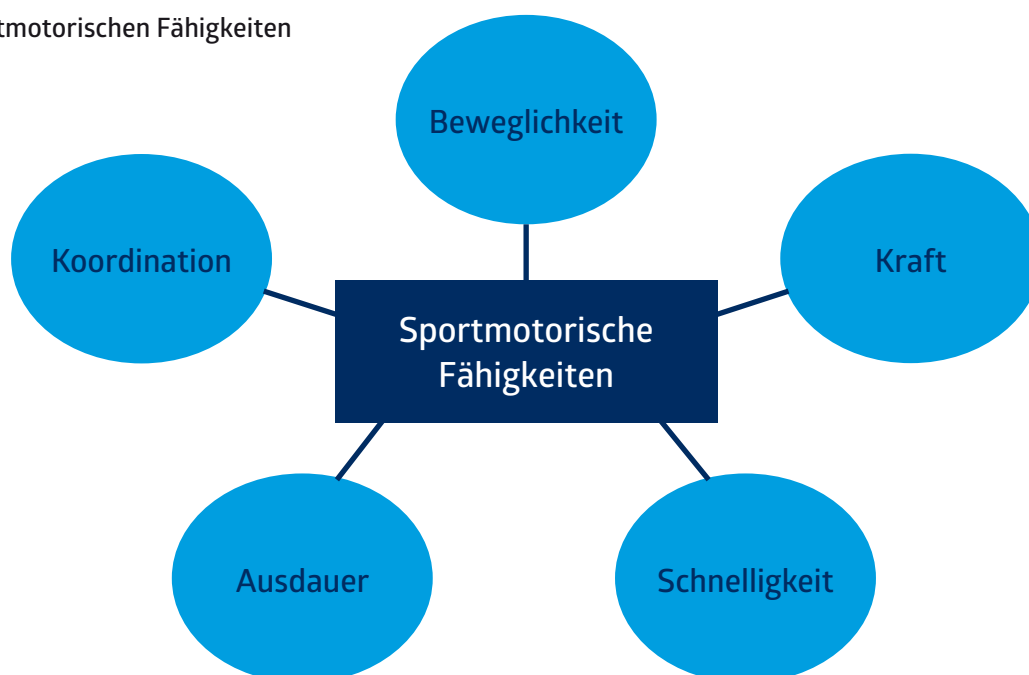 tmotorischen Fähigkeiten
Beweglichkeit
Koordination
Kraft
Sportmotorische
Fähigkeiten
Ausdauer
Schnelligkeit